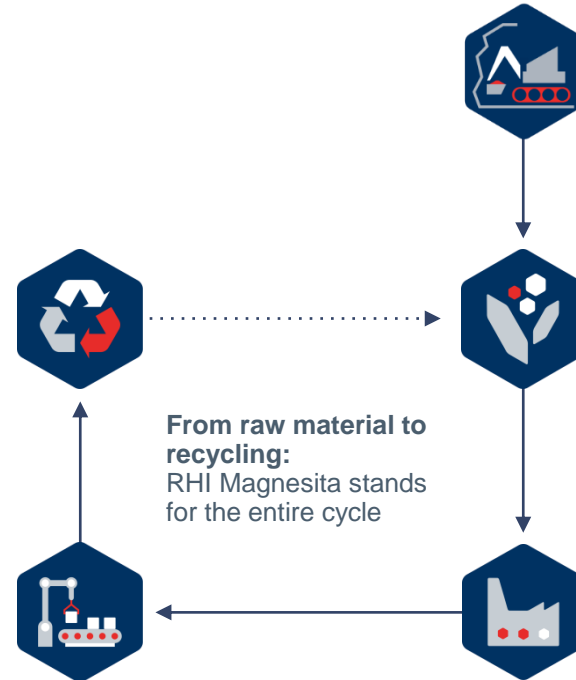 From raw material to
recycling:
RHI Magnesita stands
for the entire cycle